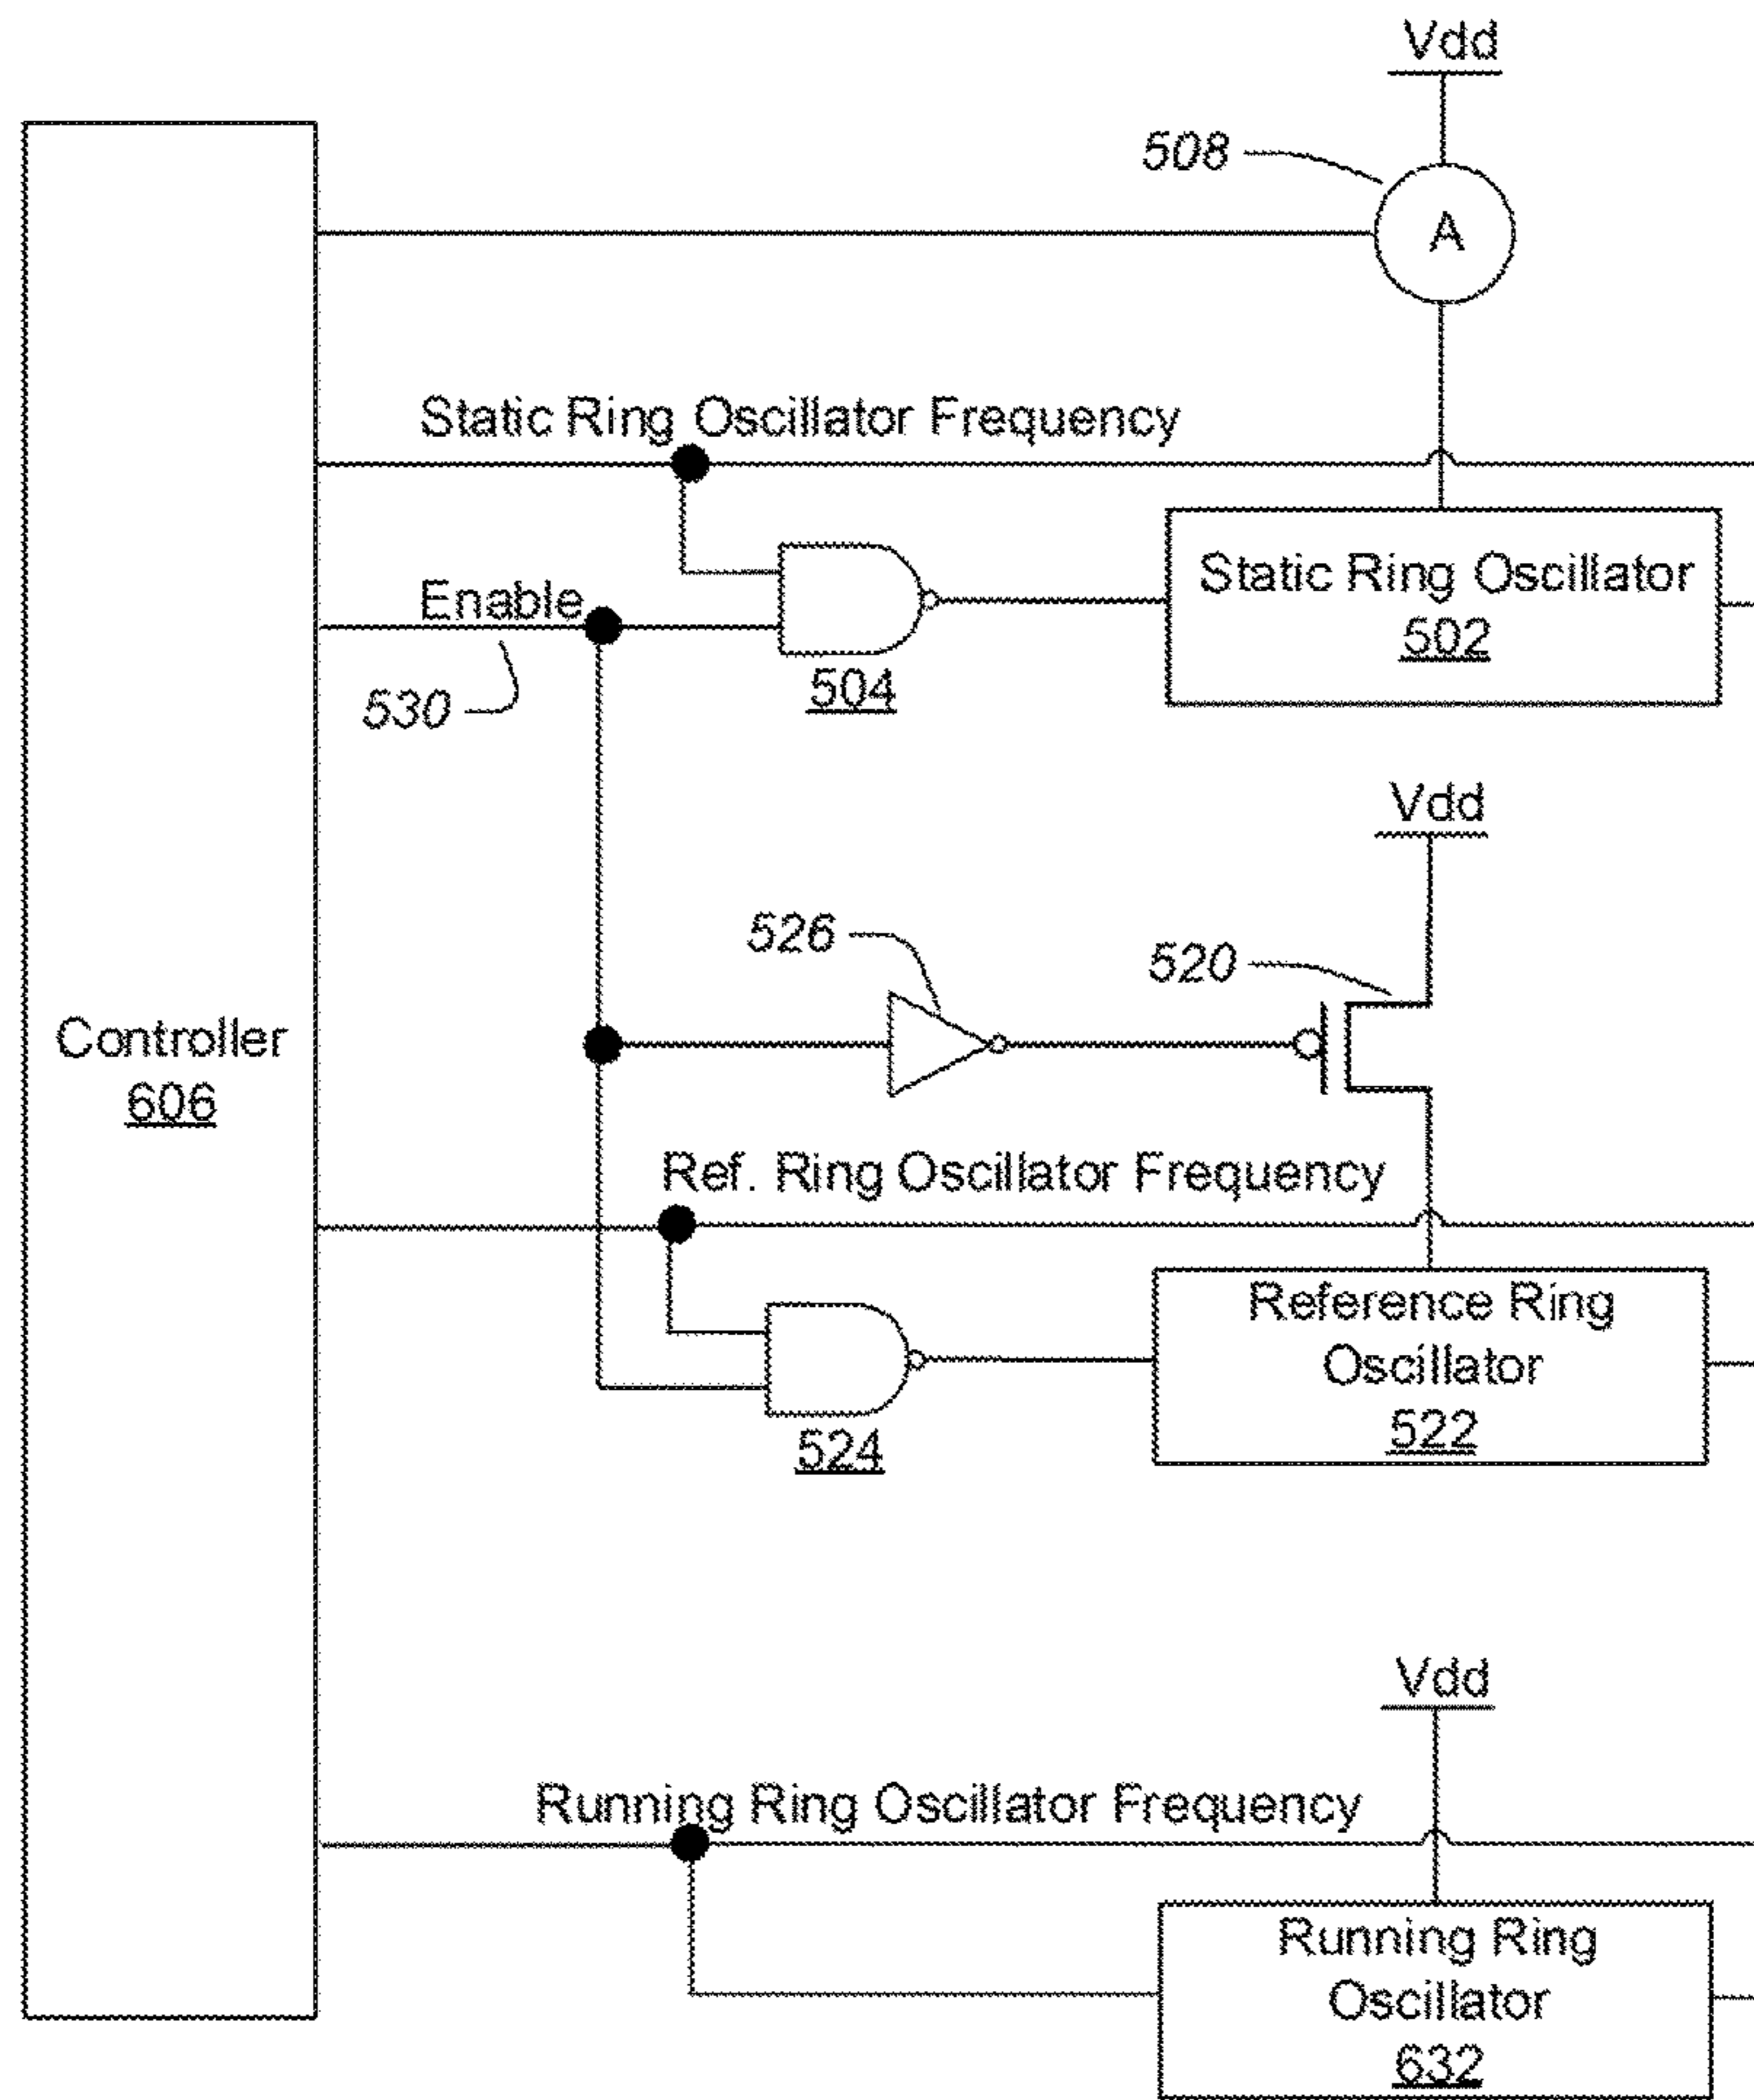 Vdd
508
A
Static Ring Oscillator Frequency
Enable
530
504
Static Ring Oscillator
502
Vdd
526
520
Controller
606
Ref. Ring Oscillator Frequency
524
Reference Ring
Oscillator
522
Vdd
Running Ring Oscillator Frequency
Running Ring
Oscillator
632